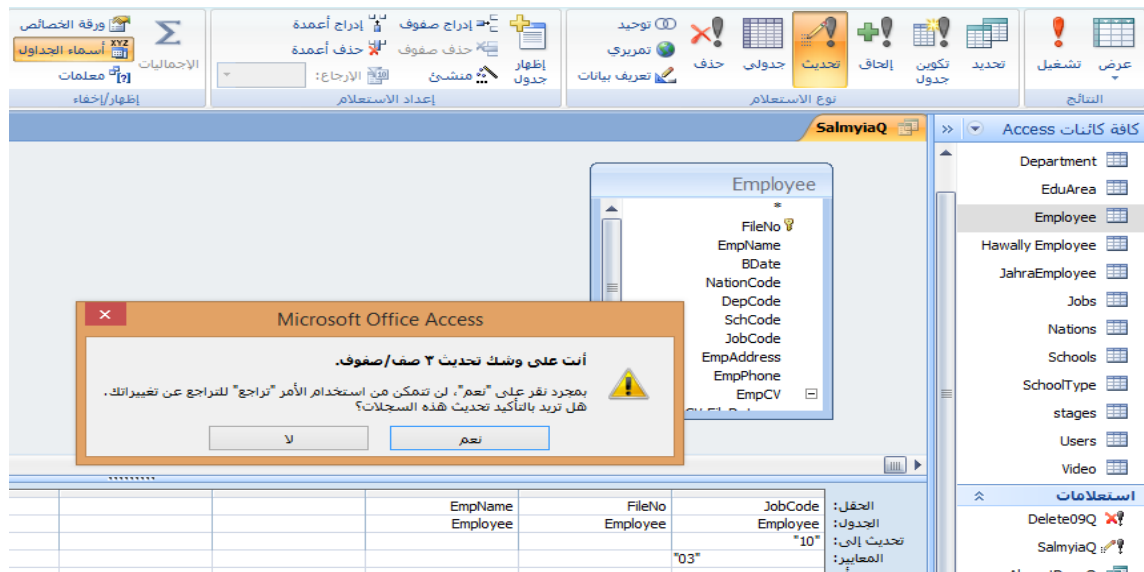 عرض
تشغيل
النتائج
تحديد
تكوين جدول
إلحاق
تحديث
جدولي
حذف
توحيد
تمريري
تعريف بيانات
نوع الاستعلام
إظهار جدول
إدراج صفوف
حذف صفوف
منشئ
إدراج أعمدة
حذف أعمدة
الإرجاع:
إعداد الاستعلام
الإجماليات
ورقة الخصائص
أسماء الجداول
معلمات
إظهار/إخفاء
كافة كائنات Access
Department
EduArea
Employee
Hawally Employee
JahraEmployee
Jobs
Nations
Schools
SchoolType
stages
Users
Video
استعلامات
Delete09Q
SalmyiaQ
SalmyiaQ
Employee
*
FileNo
EmpName
BDate
NationCode
DepCode
SchCode
JobCode
EmpAddress
EmpPhone
EmpCV
Microsoft Office Access
أنت على وشك تحديث ٣ صف/صفوف.
بمجرد نقر على "نعم"، لن تتمكن من استخدام الأمر "تراجع" للتراجع عن تغييراتك.
هل تريد بالتأكيد تحديث هذه السجلات؟
نعم
لا
الحقل: JobCode FileNo EmpName
الجدول: Employee Employee Employee
تحديث إلى: "10"
المعايير: "03"